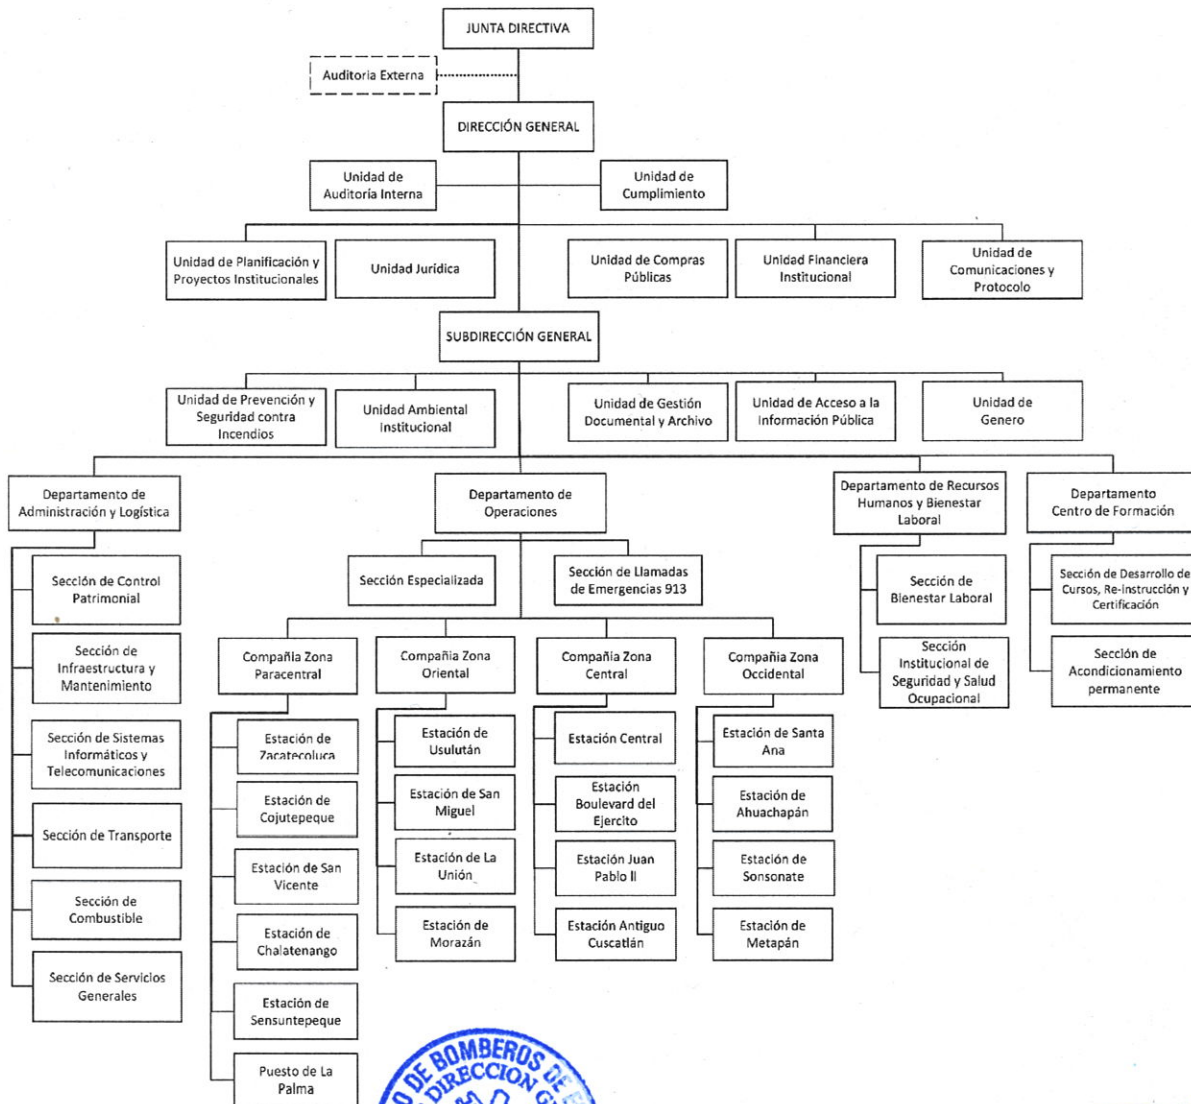 JUNTA DIRECTIVA
Auditoria Externa
DIRECCIÓN GENERAL
Unidad de
Auditoría Interna
Unidad de
Cumplimiento
Unidad de Planificación y
Proyectos Institucionales
Unidad Jurídica
Unidad de Compras
Públicas
Unidad Financiera
Institucional
Unidad de
Comunicaciones y
Protocolo
SUBDIRECCIÓN GENERAL
Unidad de Prevención y
Seguridad contra
Incendios
Unidad Ambiental
Institucional
Unidad de Gestión
Documental y Archivo
Unidad de Acceso a la
Información Pública
Unidad de
Genero
Departamento de
Administración y Logística
Departamento de
Operaciones
Departamento de Recursos
Humanos y Bienestar
Laboral
Departamento
Centro de Formación
Sección de Control
Patrimonial
Sección de
Infraestructura y
Mantenimiento
Sección de Sistemas
Informáticos y
Telecomunicaciones
Sección de Transporte
Sección de
Combustible
Sección de Servicios
Generales
Sección Especializada
Sección de Llamadas
de Emergencias 913
Sección de
Bienestar Laboral
Sección
Institucional de
Seguridad y Salud
Ocupacional
Sección de Desarrollo de
Cursos, Re-instrucción y
Certificación
Sección de
Acondicionamiento
permanente
Compañia Zona
Paracentral
Compañia Zona
Oriental
Compañia Zona
Central
Compañia Zona
Occidental
Estación de
Zacatecoluca
Estación de
Cojutepeque
Estación de San
Vicente
Estación de
Chalatenango
Estación de
Sensuntepeque
Puesto de La
Palma
Estación de
Usulután
Estación de San
Miguel
Estación de La
Unión
Estación de
Morazán
Estación Central
Estación
Boulevard del
Ejercito
Estación Juan
Pablo II
Estación Antiguo
Cuscatlán
Estación de Santa
Ana
Estación de
Ahuachapán
Estación de
Sonsonate
Estación de
Metapán
DE BOMBEROS DE
DIRECCION